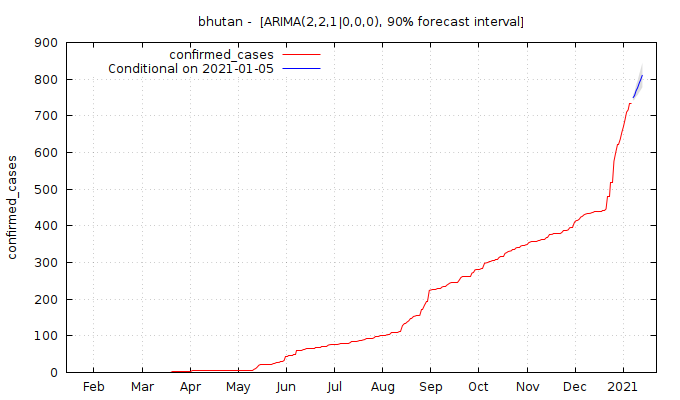 bhutan - [ARIMA(2,2,1|0,0,0), 90% forecast interval]
confirmed_cases
Conditional on 2021-01-05
900
800
700
600
500
400
300
200
100
0
confirmed_cases
Feb Mar Apr May Jun Jul Aug Sep Oct Nov Dec 2021